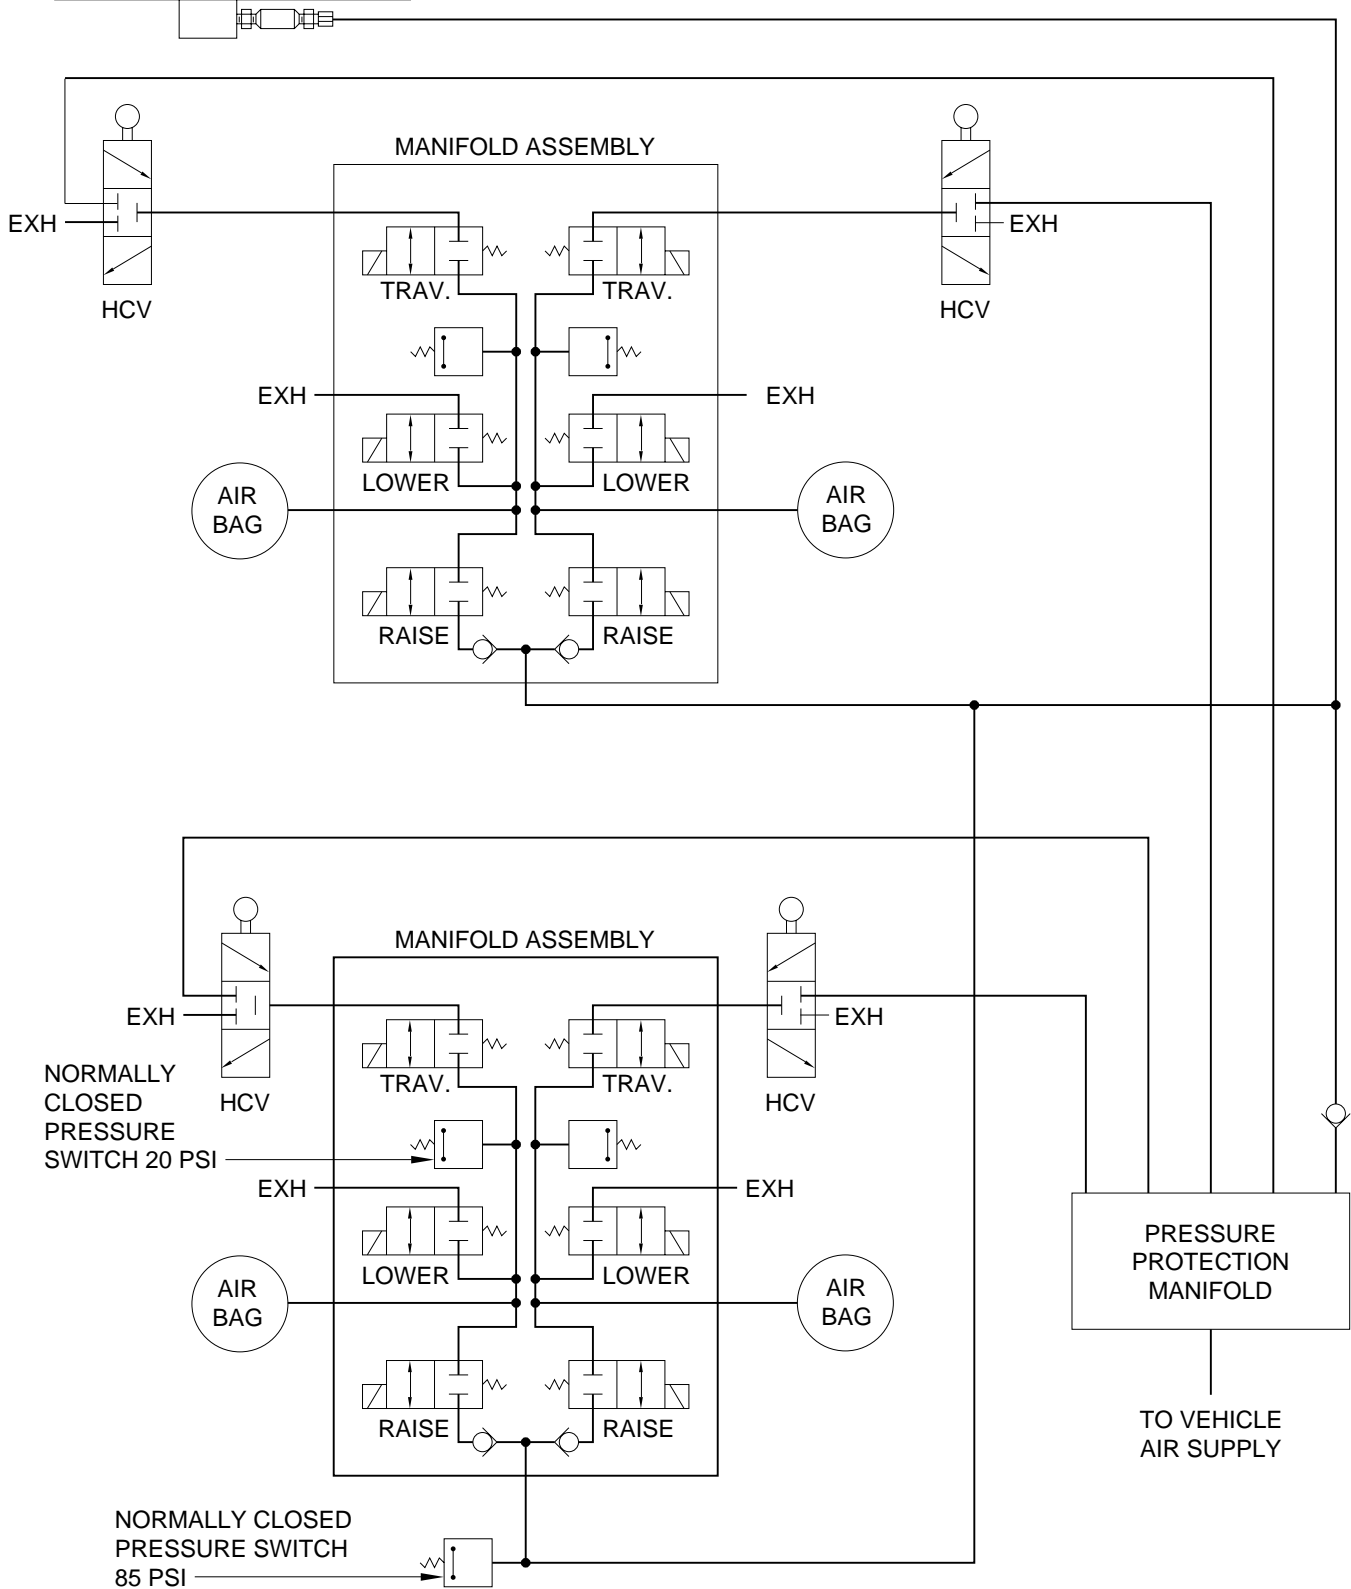 MANIFOLD ASSEMBLY
EXH
EXH
HCV
HCV
TRAV.
TRAV.
EXH
EXH
LOWER
LOWER
AIR
BAG
AIR
BAG
RAISE
RAISE
MANIFOLD ASSEMBLY
EXH
EXH
NORMALLY
CLOSED
PRESSURE
SWITCH 20 PSI
HCV
HCV
TRAV.
TRAV.
EXH
EXH
LOWER
LOWER
AIR
BAG
AIR
BAG
RAISE
RAISE
PRESSURE
PROTECTION
MANIFOLD
TO VEHICLE
AIR SUPPLY
NORMALLY CLOSED
PRESSURE SWITCH
85 PSI